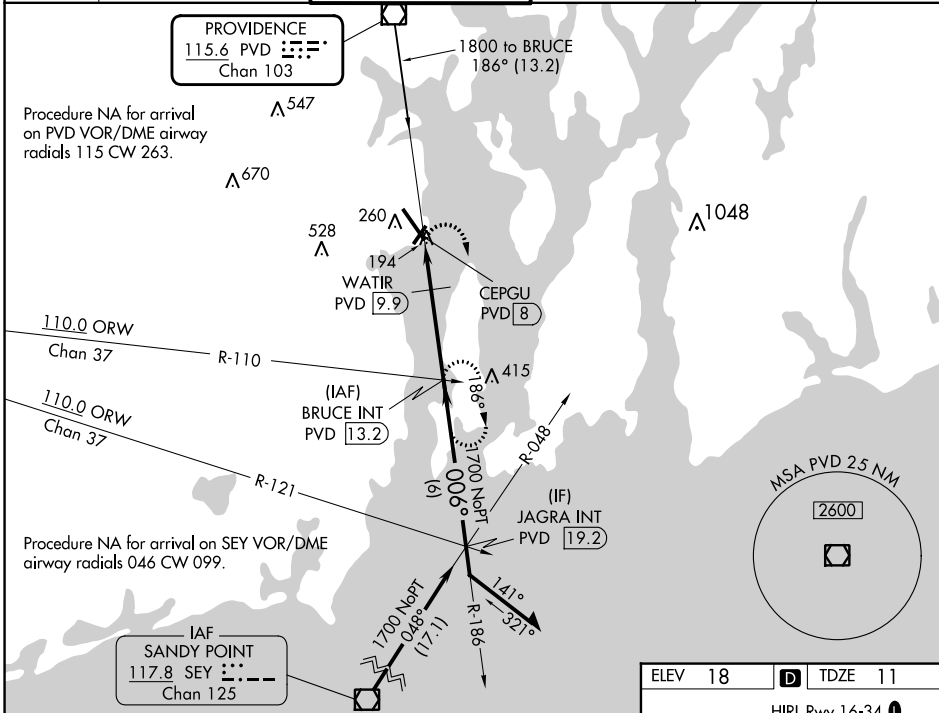 PROVIDENCE
115.6 PVD
Chan 103
1800 to BRUCE
186° (13.2)
547
Procedure NA for arrival
on PVD VOR/DME airway
radials 115 CW 263.
670
260
528
1048
194
WATIR
PVD 9.9
CEPGU
PVD 8
110.0 ORW
Chan 37
R-110
415
186°
(IAF)
BRUCE INT
PVD 13.2
110.0 ORW
Chan 37
R-048
R-121
006°
(6)
1700 NoPT
(IF)
JAGRA INT
PVD 19.2
MSA PVD 25 NM
2600
Procedure NA for arrival on SEY VOR/DME
airway radials 046 CW 099.
1700 NoPT
048°
(17.1)
141°
321°
R-186
IAF
SANDY POINT
117.8 SEY
Chan 125
ELEV 18 D TDZE 11
HIRL Rwy 16-34 L